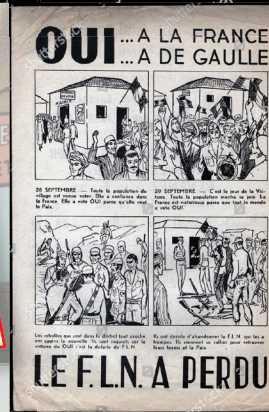 OUI...A LA FRANCE
...A DE GAULLE
28 SEPTEMBRE — Toute la population du
village est venue voter. Elle a confiance dans
la France. Elle a voté OUI parce qu'elle veut
la Paix.
29 SEPTEMBRE — C'est le jour de la Vic-
toire. Toute la population montre sa joie. La
France est victorieuse parce que tout le monde
a voté OUI
Les rebelles qui sont dans le djebel tout proche
ont appris la nouvelle. Ils sont inquiets car la
victoire du OUI c'est la défaite du F.L.N.
Ils ont décidé d'abandonner le F.L.N. qui les a
trompés. Ils viennent se rallier pour retrouver
leurs foyers et la Paix
LE F.L.N. A PERDU